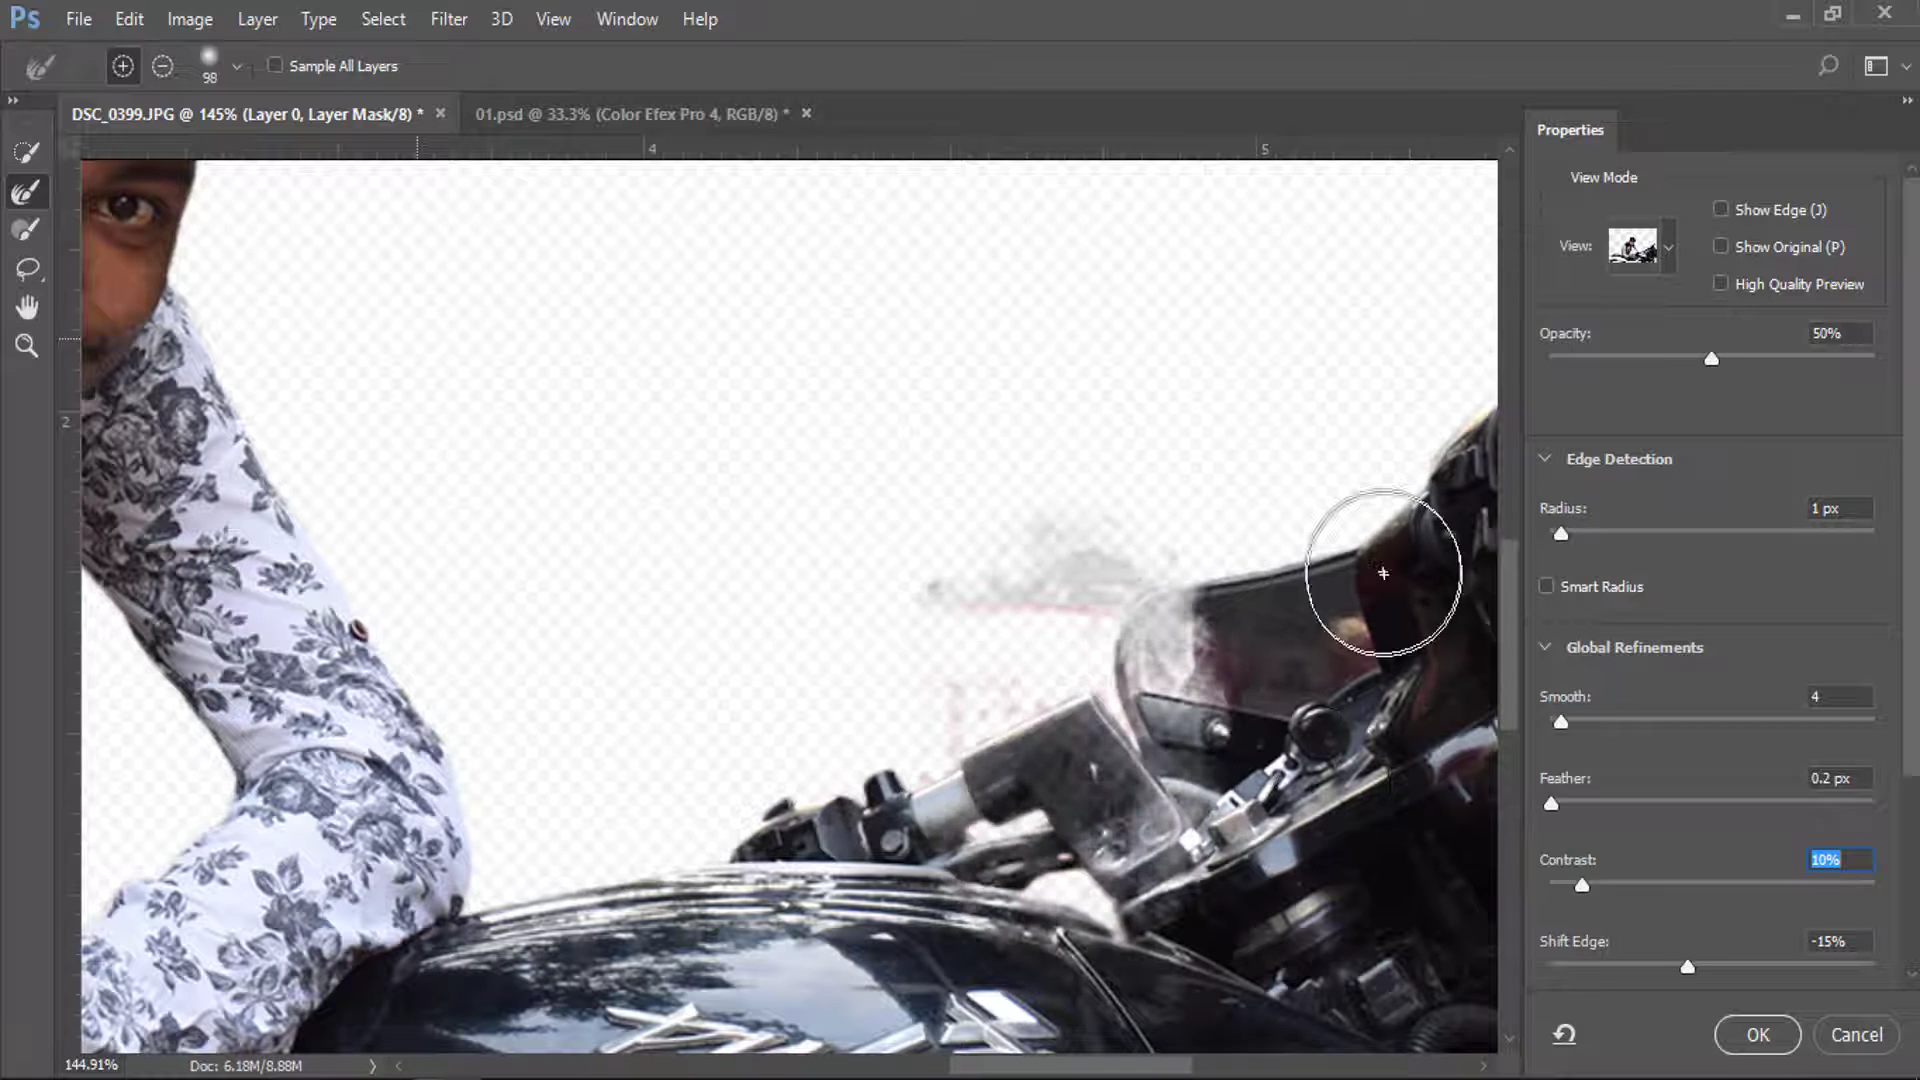 Ps File Edit Image Layer Type Select Filter 3D View Window Help
98 Sample All Layers
DSC_0399.JPG @ 145% (Layer 0, Layer Mask/8) * 01.psd @ 33.3% (Color Efex Pro 4, RGB/8) *
4 5
2
Properties
View Mode
View:
Show Edge (J)
Show Original (P)
High Quality Preview
Opacity: 50%
Edge Detection
Radius: 1 px
Smart Radius
Global Refinements
Smooth: 4
Feather: 0.2 px
Contrast: 10%
Shift Edge: -15%
OK Cancel
144.91% Doc: 6.18M/8.88M